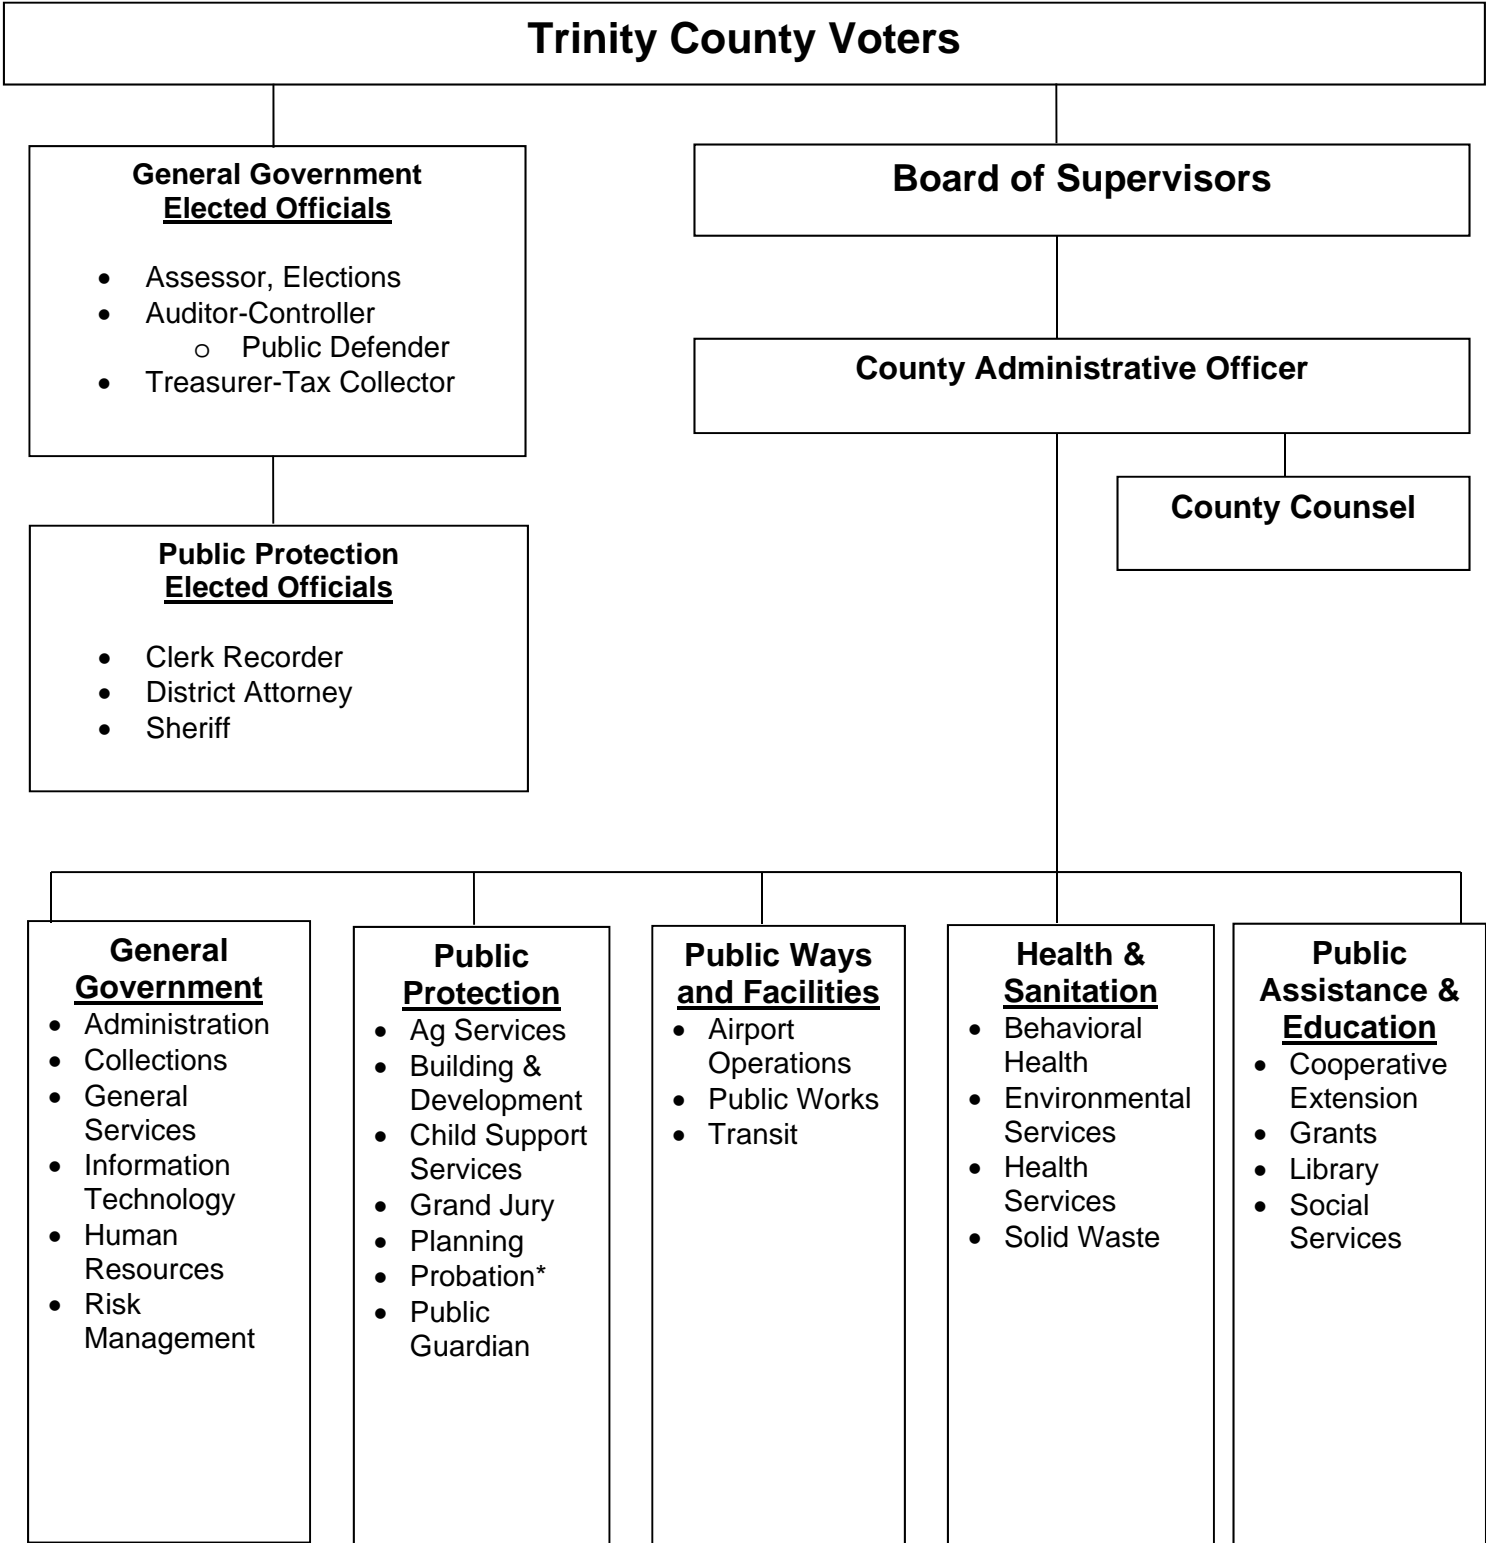 Trinity County Voters
General Government
Elected Officials
• Assessor, Elections
• Auditor-Controller
o Public Defender
• Treasurer-Tax Collector
Board of Supervisors
County Administrative Officer
County Counsel
Public Protection
Elected Officials
• Clerk Recorder
• District Attorney
• Sheriff
General
Government
• Administration
• Collections
• General
Services
• Information
Technology
• Human
Resources
• Risk
Management
Public
Protection
• Ag Services
• Building &
Development
• Child Support
Services
• Grand Jury
• Planning
• Probation*
• Public
Guardian
Public Ways
and Facilities
• Airport
Operations
• Public Works
• Transit
Health &
Sanitation
• Behavioral
Health
• Environmental
Services
• Health
Services
• Solid Waste
Public
Assistance &
Education
• Cooperative
Extension
• Grants
• Library
• Social
Services